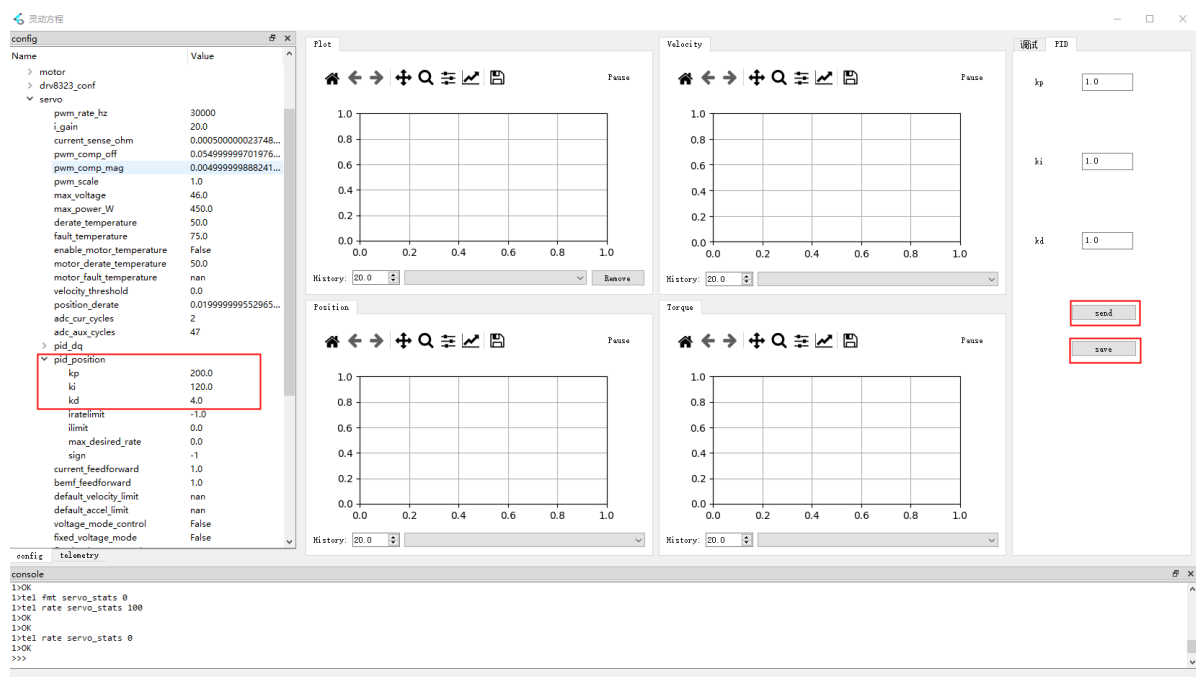 灵动方程
config
Name Value
motor
drv8323_conf
servo
pwm_rate_hz 30000
i_gain 20.0
current_sense_ohm 0.000500000023748...
pwm_comp_off 0.054999999701976...
pwm_comp_mag 0.004999999888241...
pwm_scale 1.0
max_voltage 46.0
max_power_W 450.0
derate_temperature 50.0
fault_temperature 75.0
enable_motor_temperature False
motor_derate_temperature 50.0
motor_fault_temperature nan
velocity_threshold 0.0
position_derate 0.019999999552965...
adc_cur_cycles 2
adc_aux_cycles 47
pid_dq
pid_position
kp 200.0
ki 120.0
kd 4.0
iratelimit -1.0
ilimit 0.0
max_desired_rate 0.0
sign -1
current_feedforward 1.0
bemf_feedforward 1.0
default_velocity_limit nan
default_accel_limit nan
voltage_mode_control False
fixed_voltage_mode False
config telemetry
Plot
Pause
1.0
0.8
0.6
0.4
0.2
0.0
0.0 0.2 0.4 0.6 0.8 1.0
History: 20.0 Remove
Velocity
Pause
1.0
0.8
0.6
0.4
0.2
0.0
0.0 0.2 0.4 0.6 0.8 1.0
History: 20.0
Position
Pause
1.0
0.8
0.6
0.4
0.2
0.0
0.0 0.2 0.4 0.6 0.8 1.0
History: 20.0
Torque
Pause
1.0
0.8
0.6
0.4
0.2
0.0
0.0 0.2 0.4 0.6 0.8 1.0
History: 20.0
调试 PID
kp 1.0
ki 1.0
kd 1.0
send
save
console
1>OK
1>tel fmt servo_stats 0
1>tel rate servo_stats 100
1>OK
1>OK
1>tel rate servo_stats 0
1>OK
>>>